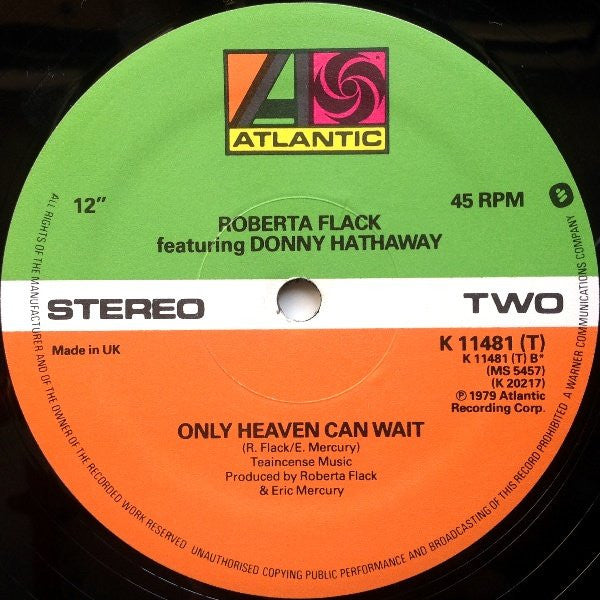 ATLANTIC
12"
45 RPM
ROBERTA FLACK
featuring DONNY HATHAWAY
STEREO
TWO
Made in UK
K 11481 (T)
K 11481 (T) B*
(MS 5457)
(K 20217)
℗ 1979 Atlantic
Recording Corp.
ONLY HEAVEN CAN WAIT
(R. Flack/E. Mercury)
Teaincense Music
Produced by Roberta Flack
& Eric Mercury
ALL RIGHTS OF THE MANUFACTURER AND OF THE OWNER OF THE RECORDED WORK RESERVED UNAUTHORISED COPYING PUBLIC PERFORMANCE AND BROADCASTING OF THIS RECORD PROHIBITED A WARNER COMMUNICATIONS COMPANY